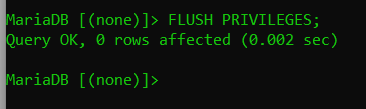 MariaDB [(none)]> FLUSH PRIVILEGES;
Query OK, 0 rows affected (0.002 sec)
MariaDB [(none)]>